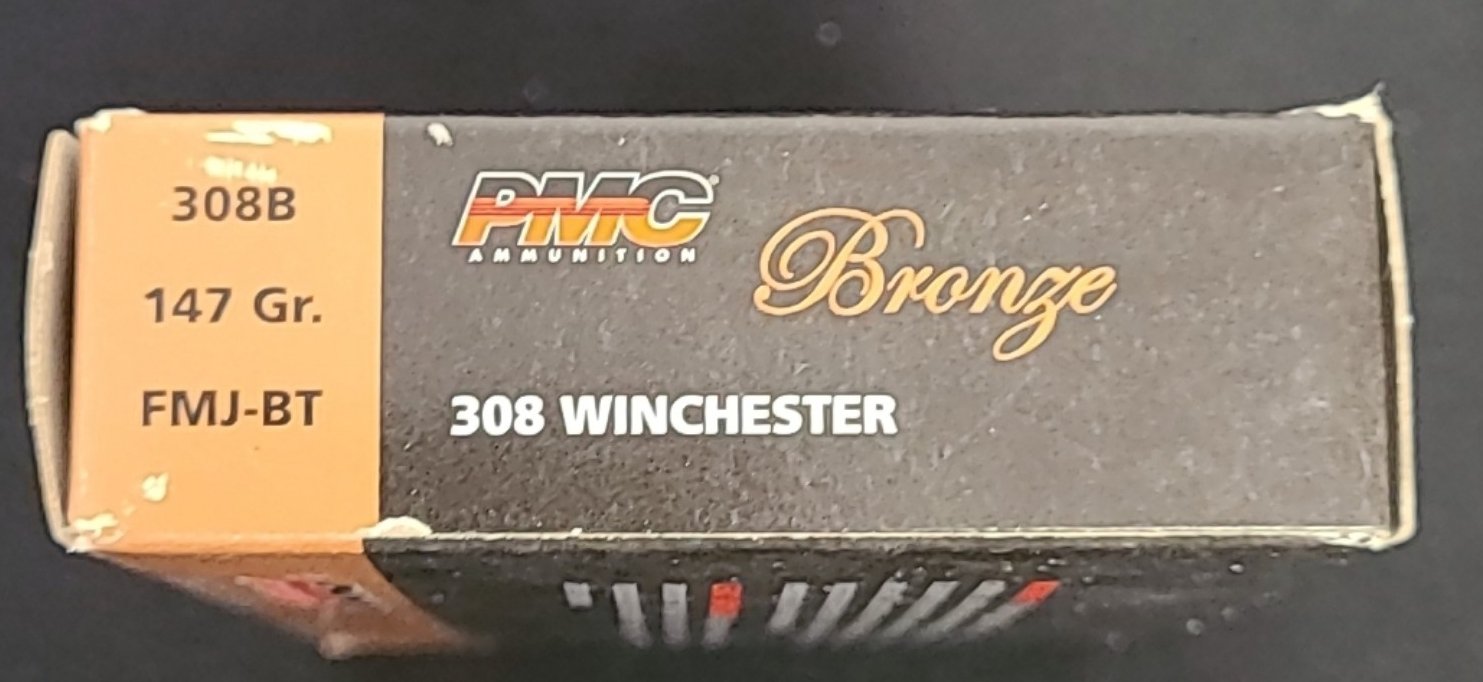 308B
147 Gr.
FMJ-BT
PMC®
AMMUNITION
Bronze
308 WINCHESTER